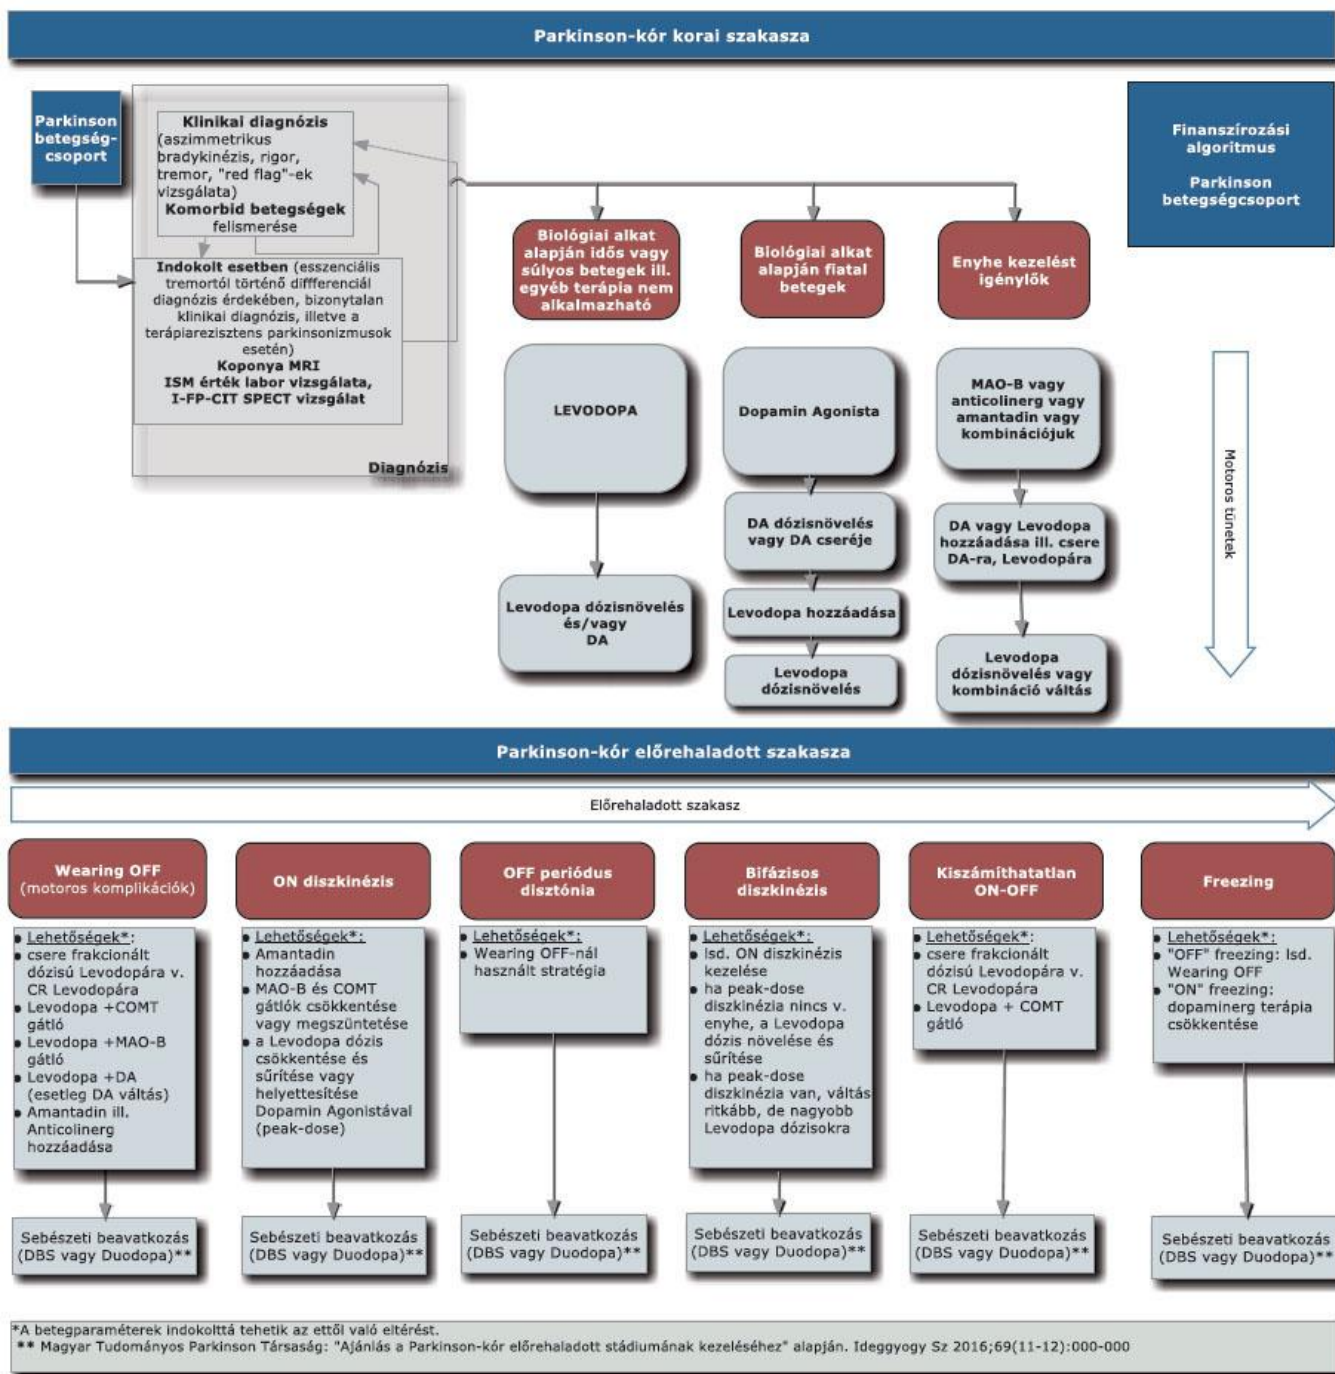 Parkinson-kór korai szakasza
Parkinson
betegség-
csoport
Klinikai diagnózis
(aszimmetrikus
bradykinézis, rigor,
tremor, "red flag"-ek
vizsgálata)
Komorbid betegségek
felismerése
Indokolt esetben (esszenciális
tremortól történő diffferenciál
diagnózis érdekében, bizonytalan
klinikai diagnózis, illetve a
terápiarezisztens parkinsonizmusok
esetén)
Koponya MRI
ISM érték labor vizsgálata,
I-FP-CIT SPECT vizsgálat
Diagnózis
Finanszírozási
algoritmus
Parkinson
betegségcsoport
Biológiai alkat
alapján idős vagy
súlyos betegek ill.
egyéb terápia nem
alkalmazható
LEVODOPA
Levodopa dózisnövelés
és/vagy
DA
Biológiai alkat
alapján fiatal
betegek
Dopamin Agonista
DA dózisnövelés
vagy DA cseréje
Levodopa hozzáadása
Levodopa
dózisnövelés
Enyhe kezelést
igénylők
MAO-B vagy
anticolinerg vagy
amantadin vagy
kombinációjuk
DA vagy Levodopa
hozzáadása ill. csere
DA-ra, Levodopára
Levodopa
dózisnövelés vagy
kombináció váltás
Motoros tünetek
Parkinson-kór előrehaladott szakasza
Előrehaladott szakasz
Wearing OFF
(motoros komplikációk)
• Lehetőségek*:
• csere frakcionált
dózisú Levodopára v.
CR Levodopára
• Levodopa +COMT
gátló
• Levodopa +MAO-B
gátló
• Levodopa +DA
(esetleg DA váltás)
• Amantadin ill.
Anticolinerg
hozzáadása
Sebészeti beavatkozás
(DBS vagy Duodopa)**
ON diszkinézis
• Lehetőségek*:
• Amantadin
hozzáadása
• MAO-B és COMT
gátlók csökkentése
vagy megszüntetése
• a Levodopa dózis
csökkentése és
sűrítése vagy
helyettesítése
Dopamin Agonistával
(peak-dose)
Sebészeti beavatkozás
(DBS vagy Duodopa)**
OFF periódus
disztónia
• Lehetőségek*:
• Wearing OFF-nál
használt stratégia
Sebészeti beavatkozás
(DBS vagy Duodopa)**
Bifázisos
diszkinézis
• Lehetőségek*:
• lsd. ON diszkinézis
kezelése
• ha peak-dose
diszkinézia nincs v.
enyhe, a Levodopa
dózis növelése és
sűrítése
• ha peak-dose
diszkinézia van, váltás
ritkább, de nagyobb
Levodopa dózisokra
Sebészeti beavatkozás
(DBS vagy Duodopa)**
Kiszámíthatatlan
ON-OFF
• Lehetőségek*:
• csere frakcionált
dózisú Levodopára v.
CR Levodopára
• Levodopa + COMT
gátló
Sebészeti beavatkozás
(DBS vagy Duodopa)**
Freezing
• Lehetőségek*:
• "OFF" freezing: lsd.
Wearing OFF
• "ON" freezing:
dopaminerg terápia
csökkentése
Sebészeti beavatkozás
(DBS vagy Duodopa)**
*A betegparaméterek indokolttá tehetik az ettől való eltérést.
** Magyar Tudományos Parkinson Társaság: "Ajánlás a Parkinson-kór előrehaladott stádiumának kezeléséhez" alapján. Ideggyogy Sz 2016;69(11-12):000-000